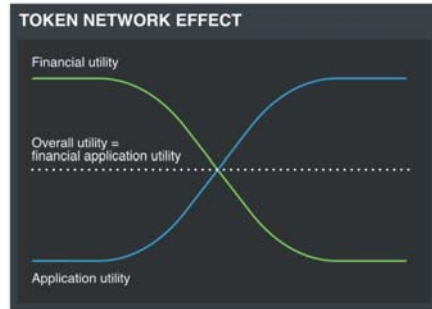 TOKEN NETWORK EFFECT
Financial utility
Overall utility =
financial application utility
Application utility